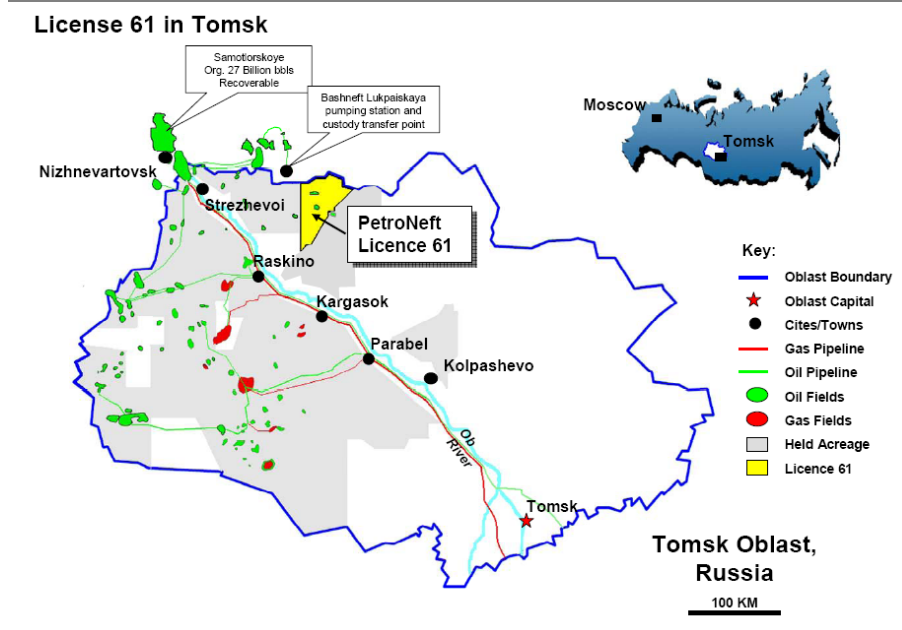 License 61 in Tomsk
Samotlorskoye
Org. 27 Billion bbls
Recoverable
Bashneft Lukpaiskaya
pumping station and
custody transfer point
Moscow
Tomsk
Nizhnevartovsk
Strezhevoi
PetroNeft
Licence 61
Raskino
Kargasok
Parabel
Kolpashevo
Ob
River
Tomsk
Key:
Oblast Boundary
Oblast Capital
Cites/Towns
Gas Pipeline
Oil Pipeline
Oil Fields
Gas Fields
Held Acreage
Licence 61
Tomsk Oblast,
Russia
100 KM